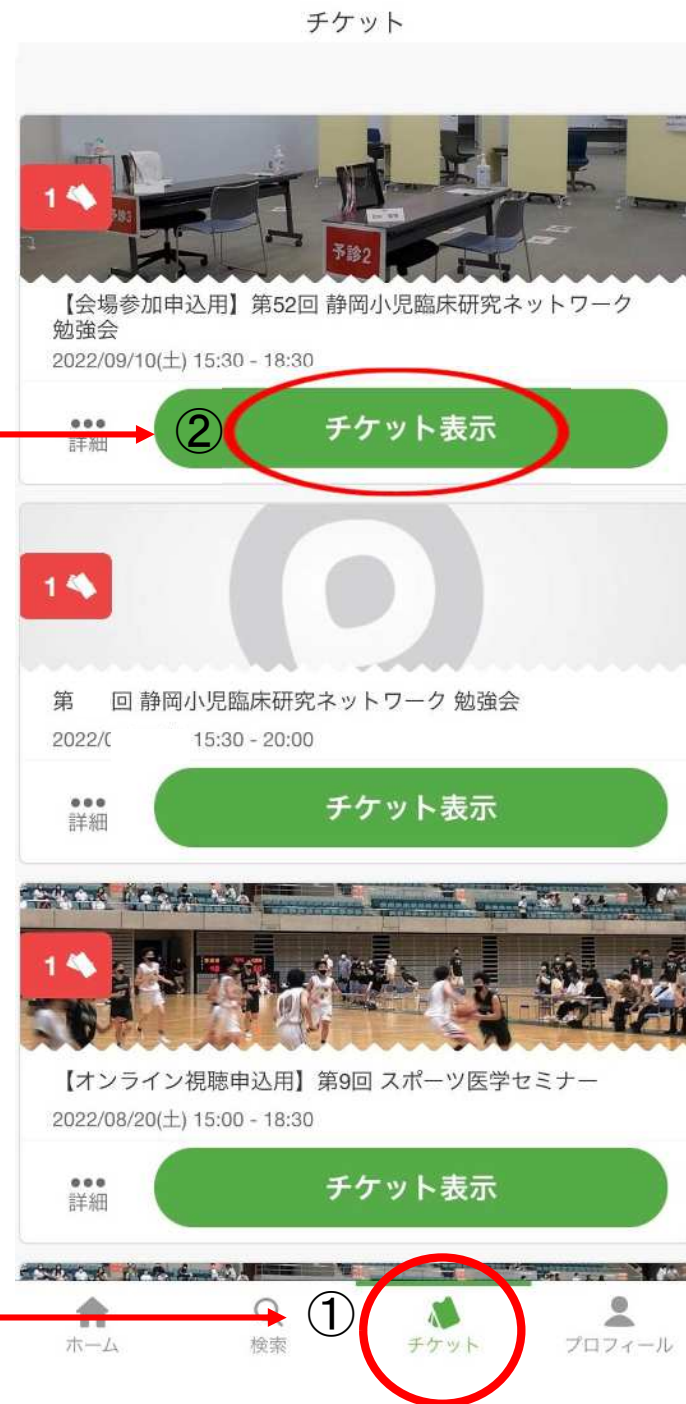 チケット
1
予診3
予診2
【会場参加申込用】第52回 静岡小児臨床研究ネットワーク
勉強会
2022/09/10(土) 15:30 - 18:30
詳細
② チケット表示
1
第 回 静岡小児臨床研究ネットワーク 勉強会
2022/0 15:30 - 20:00
詳細
チケット表示
1
【オンライン視聴申込用】第9回 スポーツ医学セミナー
2022/08/20(土) 15:00 - 18:30
詳細
チケット表示
①
ホーム 検索 チケット プロフィール